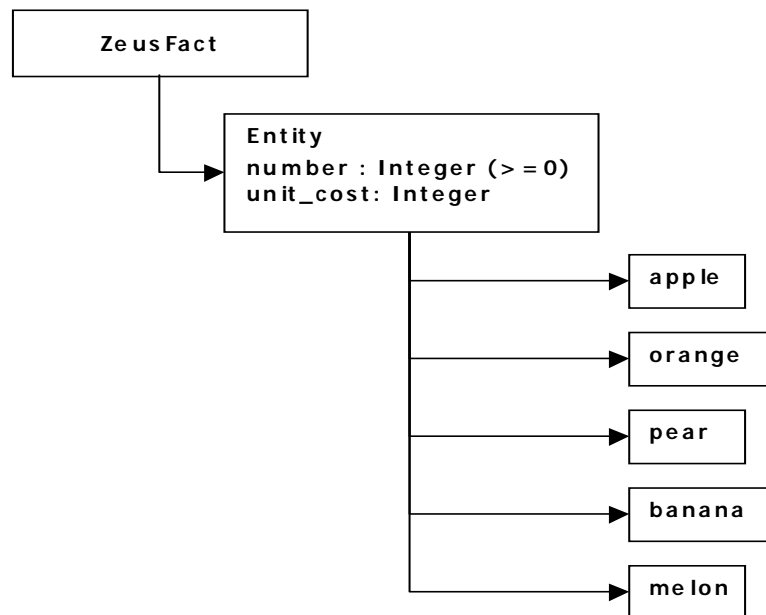 ZeusFact
Entity
number : Integer (>=0)
unit_cost: Integer
apple
orange
pear
banana
melon